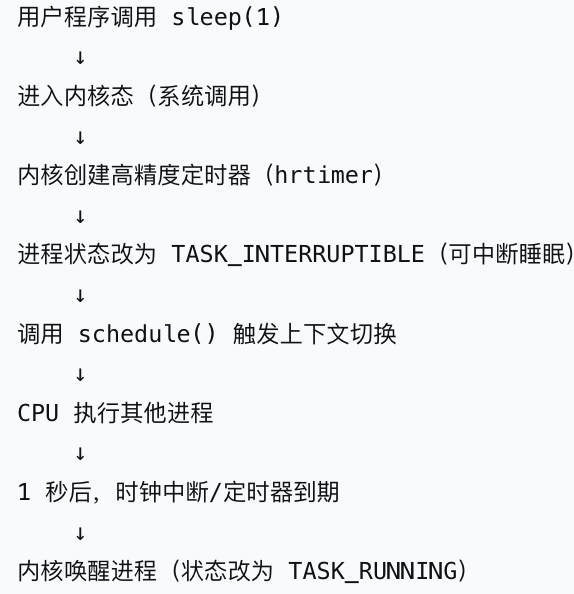 用户程序调用 sleep(1)
↓
进入内核态（系统调用）
↓
内核创建高精度定时器（hrtimer）
↓
进程状态改为 TASK_INTERRUPTIBLE（可中断睡眠）
↓
调用 schedule() 触发上下文切换
↓
CPU 执行其他进程
↓
1 秒后，时钟中断/定时器到期
↓
内核唤醒进程（状态改为 TASK_RUNNING）